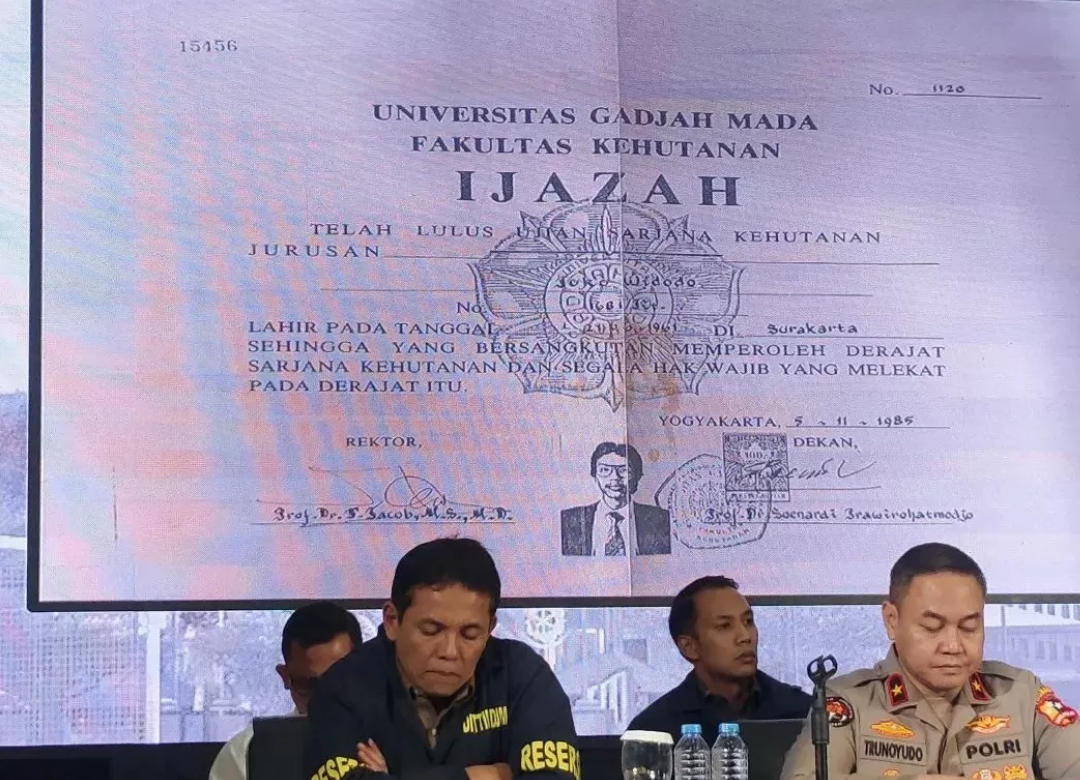 15456
No. 1120
UNIVERSITAS GADJAH MADA
FAKULTAS KEHUTANAN
IJAZAH
TELAH LULUS UJIAN SARJANA KEHUTANAN
JURUSAN
Joko Widodo.
No.
LAHIR PADA TANGGAL 1961 DI Surakarta
SEHINGGA YANG BERSANGKUTAN MEMPEROLEH DERAJAT
SARJANA KEHUTANAN DAN SEGALA HAK WAJIB YANG MELEKAT
PADA DERAJAT ITU.
YOGYAKARTA, 5 - 11 - 1985
REKTOR,
DEKAN,
100
Prof. Dr. T. Jacob, M.S., M.D.
Prof. Dr. Soenardi Prawirohatmodjo
DITTIPIDUM
RESERSE
TRUNOYUDO
POLRI